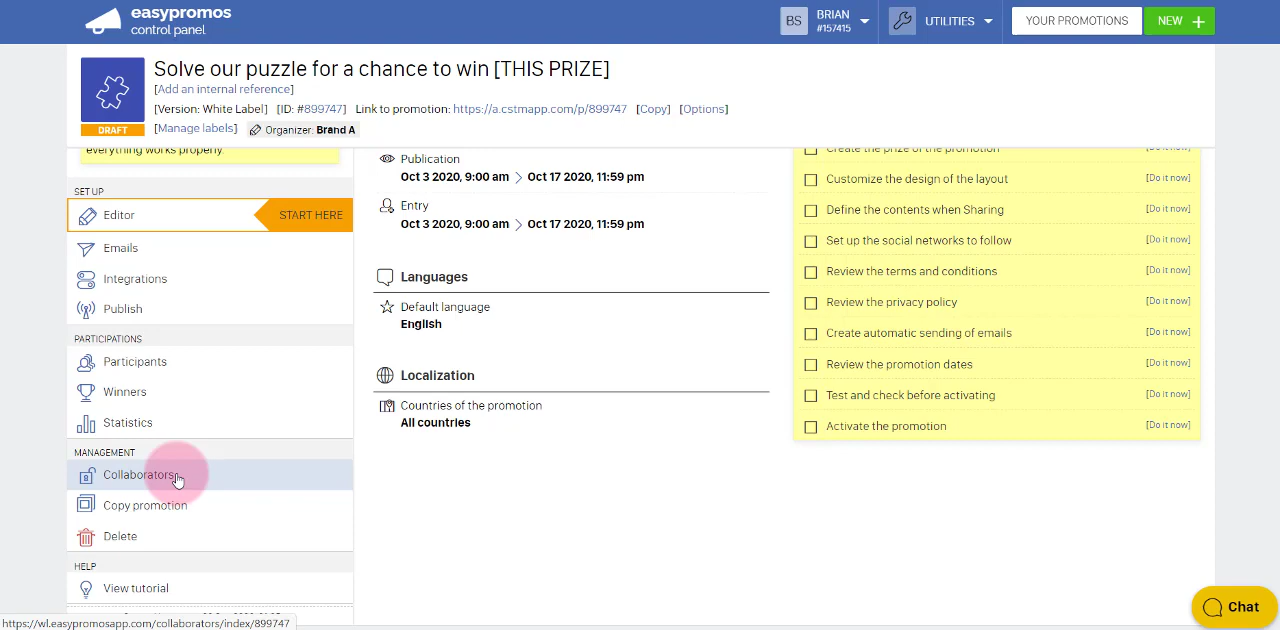 easypromos
control panel
BS
BRIAN
#157415
UTILITIES
YOUR PROMOTIONS
NEW +
Solve our puzzle for a chance to win [THIS PRIZE]
[Add an internal reference]
[Version: White Label] [ID: #899747] Link to promotion: https://a.cstmapp.com/p/899747 [Copy] [Options]
DRAFT
[Manage labels] Organizer: Brand A
everything works properly.
SET UP
Editor
START HERE
Emails
Integrations
Publish
PARTICIPATIONS
Participants
Winners
Statistics
MANAGEMENT
Collaborators
Copy promotion
Delete
HELP
View tutorial
Publication
Oct 3 2020, 9:00 am > Oct 17 2020, 11:59 pm
Entry
Oct 3 2020, 9:00 am > Oct 17 2020, 11:59 pm
Languages
Default language
English
Localization
Countries of the promotion
All countries
Create the prize of the promotion [Do it now]
Customize the design of the layout [Do it now]
Define the contents when Sharing [Do it now]
Set up the social networks to follow [Do it now]
Review the terms and conditions [Do it now]
Review the privacy policy [Do it now]
Create automatic sending of emails [Do it now]
Review the promotion dates [Do it now]
Test and check before activating [Do it now]
Activate the promotion [Do it now]
Chat
https://wl.easypromosapp.com/collaborators/index/899747